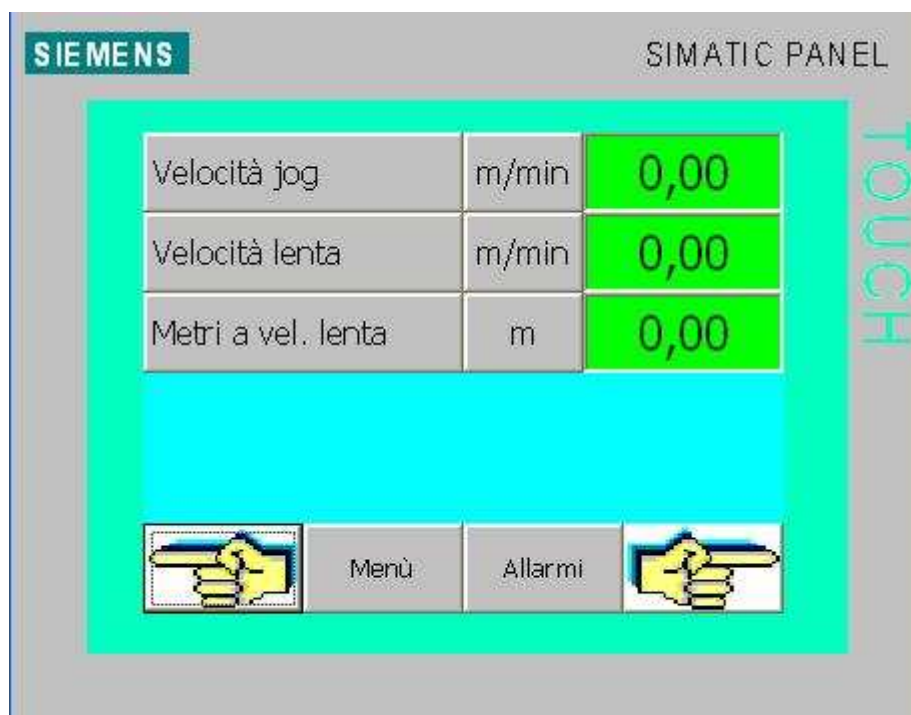 SIEMENS
SIMATIC PANEL
TOUCH
Velocità jog m/min 0,00
Velocità lenta m/min 0,00
Metri a vel. lenta m 0,00
Menù Allarmi